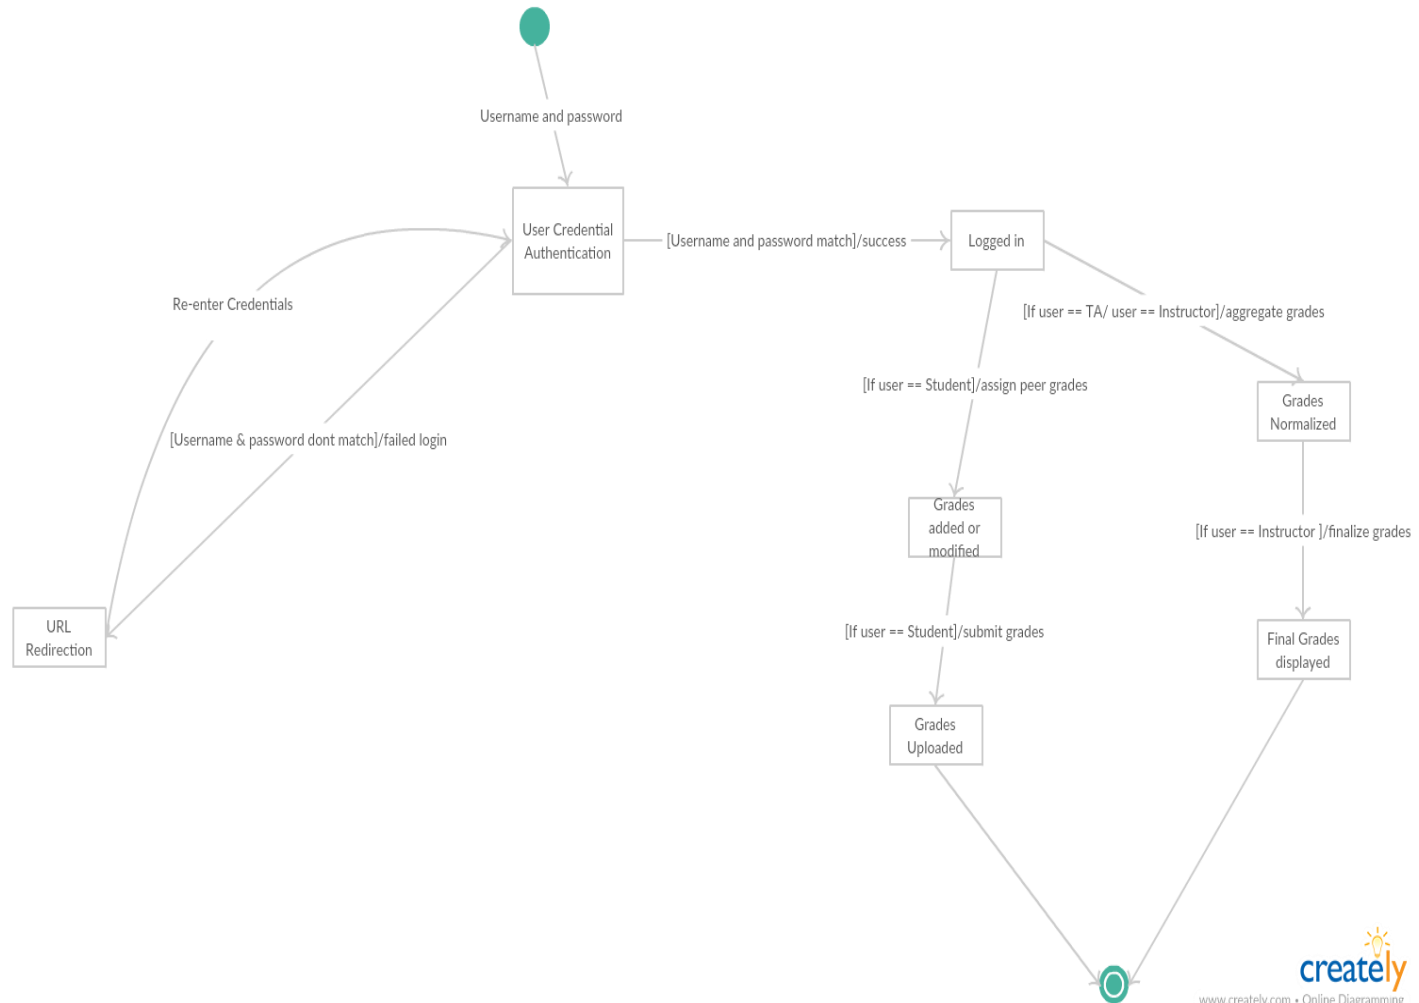 Username and password
User Credential
Authentication
[Username and password match]/success
Logged in
Re-enter Credentials
[If user == TA/ user == Instructor]/aggregate grades
[If user == Student]/assign peer grades
Grades
Normalized
[Username & password dont match]/failed login
Grades
added or
modified
[If user == Instructor ]/finalize grades
URL
Redirection
[If user == Student]/submit grades
Final Grades
displayed
Grades
Uploaded
creately
www.creately.com • Online Diagramming